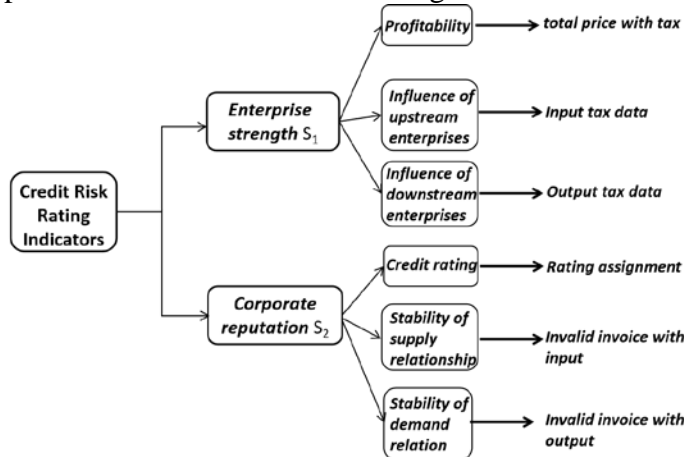 Profitability
total price with tax
Influence of
upstream
enterprises
Input tax data
Enterprise
strength S₁
Influence of
downstream
enterprises
Output tax data
Credit Risk
Rating
Indicators
Credit rating
Rating assignment
Corporate
reputation S₂
Stability of
supply
relationship
Invalid invoice with
input
Stability of
demand
relation
Invalid invoice with
output